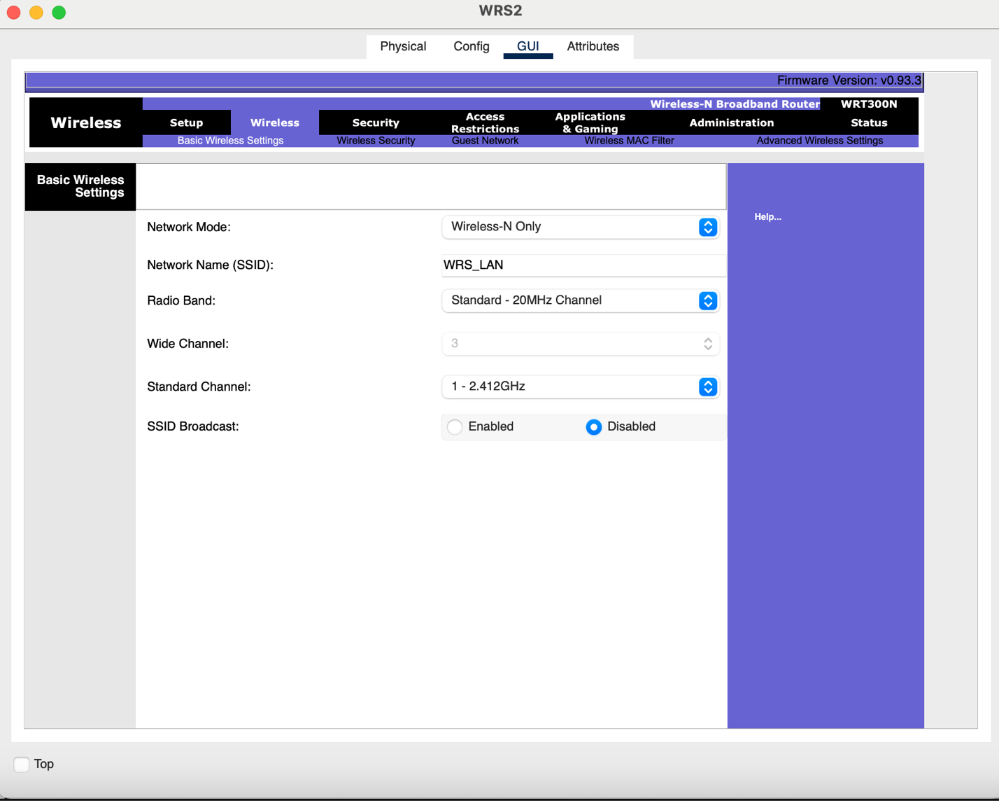 WRS2
Physical Config GUI Attributes
Firmware Version: v0.93.3
Wireless-N Broadband Router WRT300N
Wireless
Setup Wireless Security Access Restrictions Applications & Gaming Administration Status
Basic Wireless Settings Wireless Security Guest Network Wireless MAC Filter Advanced Wireless Settings
Basic Wireless
Settings
Help...
Network Mode: Wireless-N Only
Network Name (SSID): WRS_LAN
Radio Band: Standard - 20MHz Channel
Wide Channel: 3
Standard Channel: 1 - 2.412GHz
SSID Broadcast: Enabled Disabled
Top